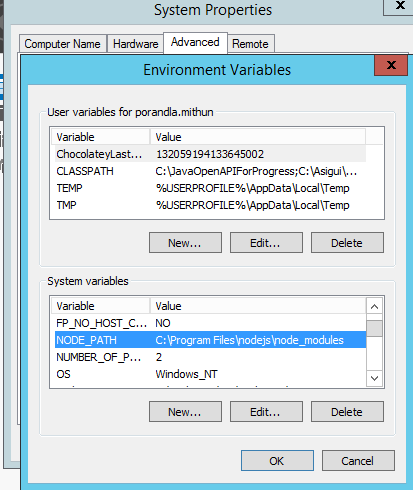 System Properties
x
Computer Name Hardware Advanced Remote
Environment Variables
x
User variables for porandla.mithun
Variable Value
ChocolateyLast... 132059194133645002
CLASSPATH C:\JavaOpenAPIForProgress;C:\Asigui\...
TEMP %USERPROFILE%\AppData\Local\Temp
TMP %USERPROFILE%\AppData\Local\Temp
New... Edit... Delete
System variables
Variable Value
FP_NO_HOST_C... NO
NODE_PATH C:\Program Files\nodejs\node_modules
NUMBER_OF_P... 2
OS Windows_NT
New... Edit... Delete
OK Cancel